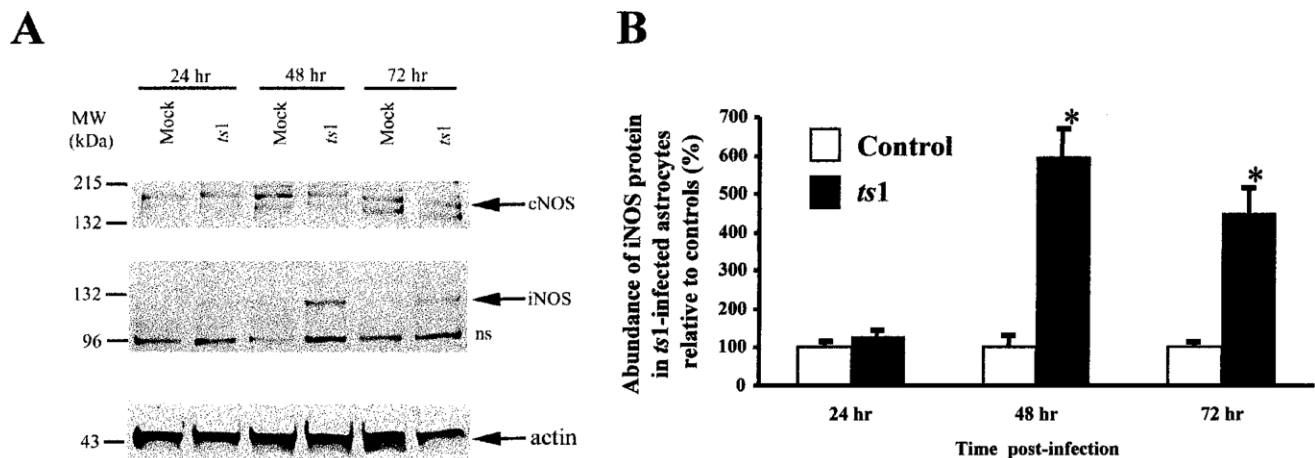 A
24 hr 48 hr 72 hr
MW
(kDa)
Mock ts1 Mock ts1 Mock ts1
215
cNOS
132
132
iNOS
96
ns
43
actin
B
Abundance of iNOS protein
in ts1-infected astrocytes
relative to controls (%)
700
600
500
400
300
200
100
0
Control
ts1
*
*
24 hr 48 hr 72 hr
Time post-infection